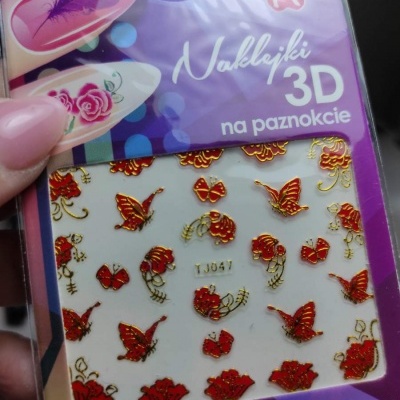 Naklejki
3D
na paznokcie
TJ047